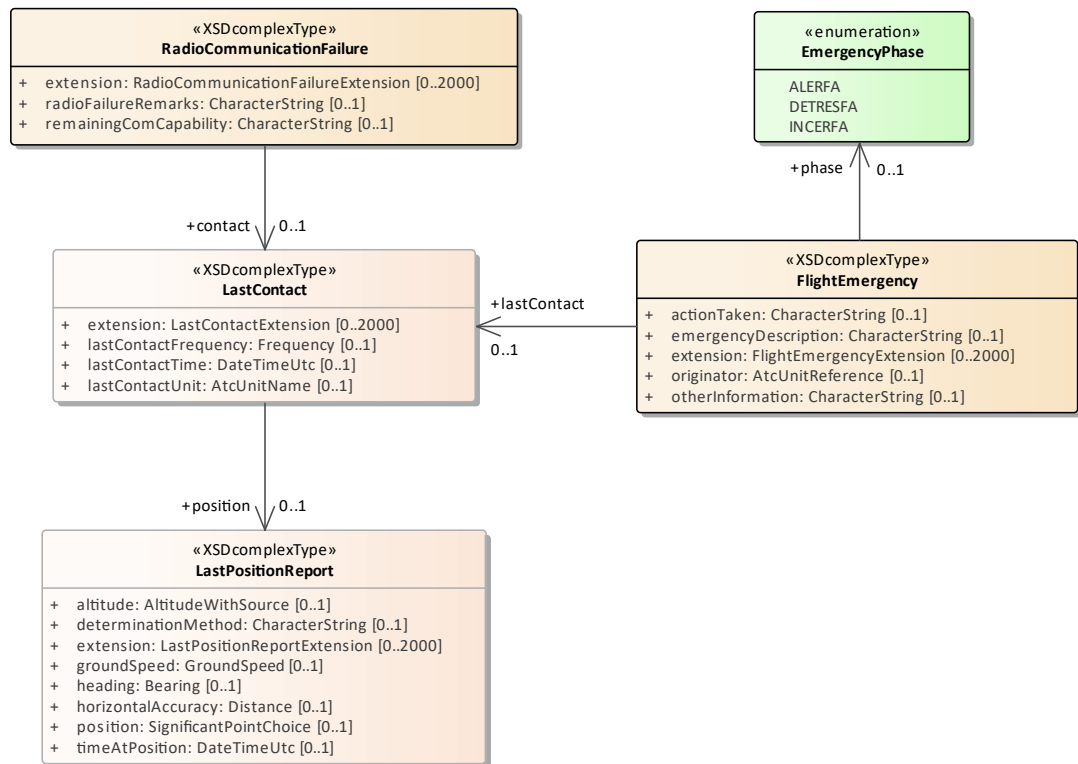 «XSDcomplexType»
RadioCommunicationFailure
+ extension: RadioCommunicationFailureExtension [0..2000]
+ radioFailureRemarks: CharacterString [0..1]
+ remainingComCapability: CharacterString [0..1]
«enumeration»
EmergencyPhase
ALERFA
DETRESFA
INCERFA
+phase 0..1
+contact 0..1
«XSDcomplexType»
LastContact
+ extension: LastContactExtension [0..2000]
+ lastContactFrequency: Frequency [0..1]
+ lastContactTime: DateTimeUtc [0..1]
+ lastContactUnit: AtcUnitName [0..1]
+lastContact
0..1
«XSDcomplexType»
FlightEmergency
+ actionTaken: CharacterString [0..1]
+ emergencyDescription: CharacterString [0..1]
+ extension: FlightEmergencyExtension [0..2000]
+ originator: AtcUnitReference [0..1]
+ otherInformation: CharacterString [0..1]
+position 0..1
«XSDcomplexType»
LastPositionReport
+ altitude: AltitudeWithSource [0..1]
+ determinationMethod: CharacterString [0..1]
+ extension: LastPositionReportExtension [0..2000]
+ groundSpeed: GroundSpeed [0..1]
+ heading: Bearing [0..1]
+ horizontalAccuracy: Distance [0..1]
+ position: SignificantPointChoice [0..1]
+ timeAtPosition: DateTimeUtc [0..1]